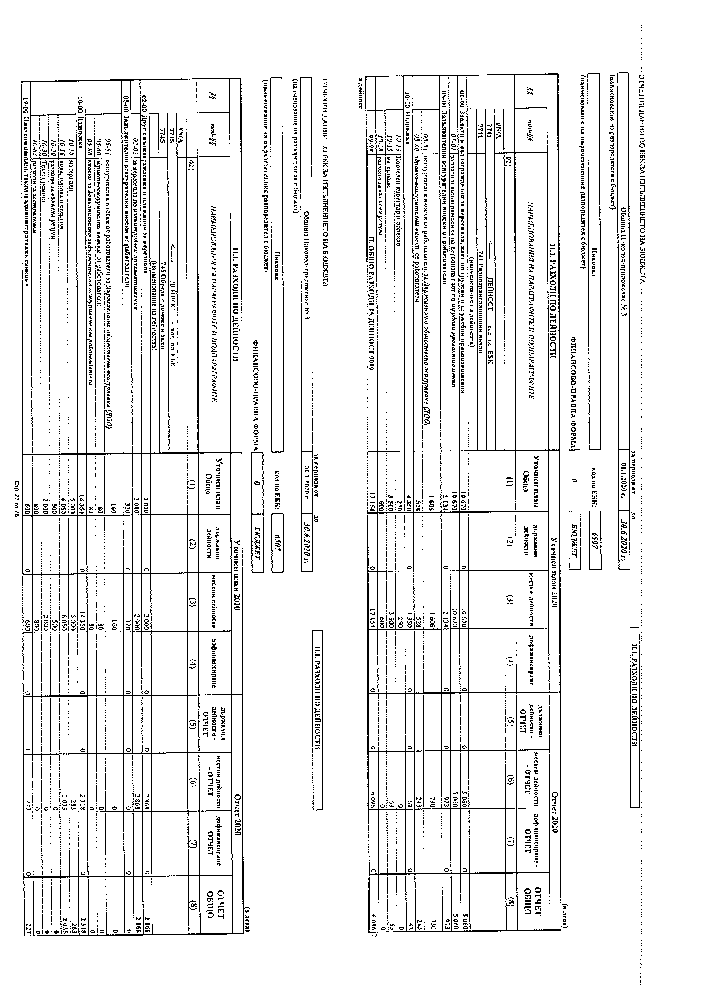 ОТЧЕТНИ ДАННИ ПО ЕБК ЗА ИЗПЪЛНЕНИЕТО НА БЮДЖЕТА
II.1. РАЗХОДИ ПО ДЕЙНОСТИ
за периода от до
Община Никопол-приложение № 3 01.1.2020 г. 30.6.2020 г.
(наименование на разпоредителя с бюджет)
Никопол код по ЕБК: 6507
(наименование на първостепенния разпоредител с бюджет)
ФИНАНСОВО-ПРАВНА ФОРМА 0 БЮДЖЕТ
(в лева)
II.1. РАЗХОДИ ПО ДЕЙНОСТИ Уточнен план 2020 Отчет 2020
§§ под-§§ НАИМЕНОВАНИЯ НА ПАРАГРАФИТЕ И ПОДПАРАГРАФИТЕ Уточнен план Общо държавни дейности местни дейности дофинансиране държавни дейности - ОТЧЕТ местни дейности - ОТЧЕТ дофинансиране - ОТЧЕТ ОТЧЕТ ОБЩО
02¦ (1) (2) (3) (4) (5) (6) (7) (8)
#N/A
7741 <------ ДЕЙНОСТ - код по ЕБК
7741 741 Радиотранслационни възли
(наименование на дейността)
01-00 Заплати и възнаграждения за персонала, нает по трудови и служебни правоотношения 10 670 0 10 670 0 0 5 060 0 5 060
01-01 заплати и възнаграждения на персонала нает по трудови правоотношения 10 670 10 670 5 060 5 060
05-00 Задължителни осигурителни вноски от работодатели 2 134 0 2 134 0 0 973 0 973
05-51 осигурителни вноски от работодатели за Държавното обществено осигуряване (ДОО) 1 606 1 606 730 730
05-60 здравно-осигурителни вноски от работодатели 528 528 243 243
10-00 Издръжка 4 350 0 4 350 0 0 63 0 63
10-13 Постелен инвентар и облекло 250 250 0 0
10-15 материали 3 500 3 500 63 63
10-20 разходи за външни услуги 600 600 0 0
99-99 II. ОБЩО РАЗХОДИ ЗА ДЕЙНОСТ 0000 17 154 0 17 154 0 0 6 096 0 6 096 7
за дейност
ОТЧЕТНИ ДАННИ ПО ЕБК ЗА ИЗПЪЛНЕНИЕТО НА БЮДЖЕТА
II.1. РАЗХОДИ ПО ДЕЙНОСТИ
за периода от до
Община Никопол-приложение № 3 01.1.2020 г. 30.6.2020 г.
(наименование на разпоредителя с бюджет)
Никопол код по ЕБК: 6507
(наименование на първостепенния разпоредител с бюджет)
ФИНАНСОВО-ПРАВНА ФОРМА 0 БЮДЖЕТ
(в лева)
II.1. РАЗХОДИ ПО ДЕЙНОСТИ Уточнен план 2020 Отчет 2020
§§ под-§§ НАИМЕНОВАНИЯ НА ПАРАГРАФИТЕ И ПОДПАРАГРАФИТЕ Уточнен план Общо държавни дейности местни дейности дофинансиране държавни дейности - ОТЧЕТ местни дейности - ОТЧЕТ дофинансиране - ОТЧЕТ ОТЧЕТ ОБЩО
02¦ (1) (2) (3) (4) (5) (6) (7) (8)
#N/A
7745 <------ ДЕЙНОСТ - код по ЕБК
7745 745 Обредни домове и зали
(наименование на дейността)
02-00 Други възнаграждения и плащания за персонала 2 000 0 2 000 0 0 2 868 0 2 868
02-02 за персонала по извънтрудови правоотношения 2 000 2 000 2 868 2 868
05-00 Задължителни осигурителни вноски от работодатели 320 0 320 0 0 0 0 0
05-51 осигурителни вноски от работодатели за Държавното обществено осигуряване (ДОО) 160 160 0 0
05-60 здравно-осигурителни вноски от работодатели 80 80 0 0
05-80 вноски за допълнително задължително осигуряване от работодатели 80 80 0 0
10-00 Издръжка 14 350 0 14 350 0 0 2 318 0 2 318
10-15 материали 5 000 5 000 283 283
10-16 вода, горива и енергия 6 050 6 050 2 035 2 035
10-20 разходи за външни услуги 500 500 0 0
10-30 Текущ ремонт 2 000 2 000 0 0
10-62 разходи за застраховки 800 800 0 0
19-00 Платени данъци, такси и административни санкции 600 0 600 0 0 227 0 227
Стр. 23 от 28